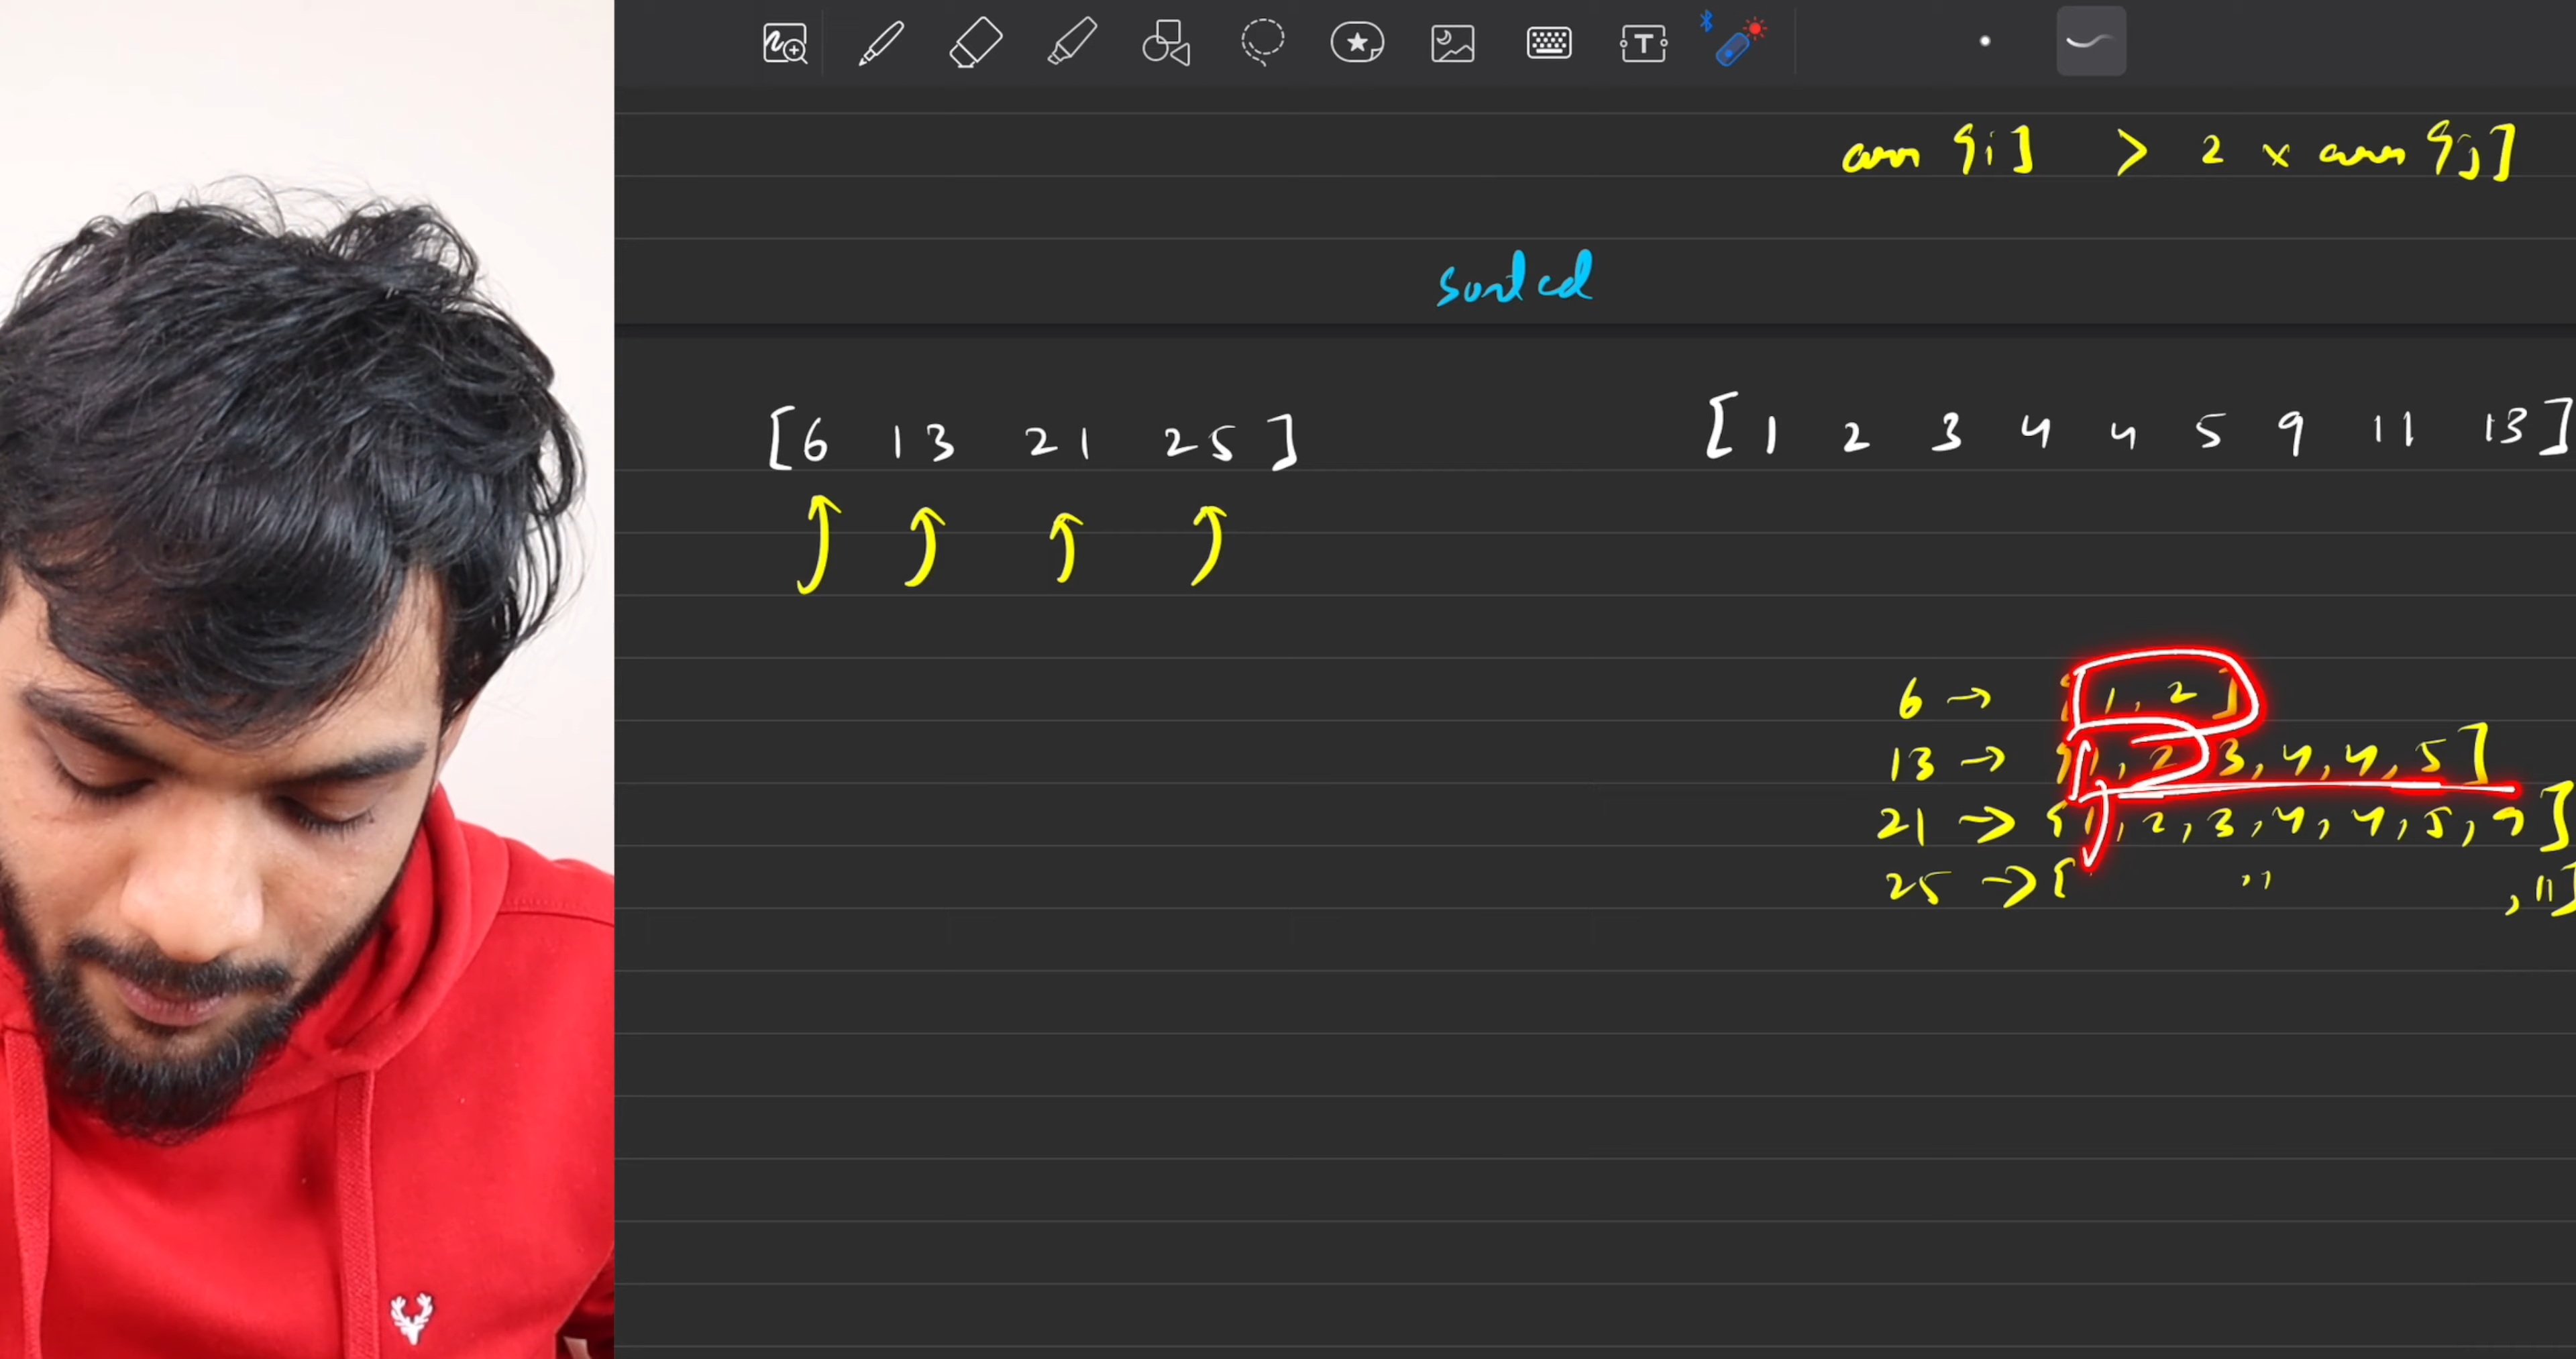 arr[i] > 2 x arr[j]
sorted
[6 13 21 25]
[1 2 3 4 4 5 9 11 13]
6 → [1, 2]
13 → [1, 2 3, 4, 4, 5]
21 → [1, 2, 3, 4, 4, 5, 9]
25 → [ " , 11]